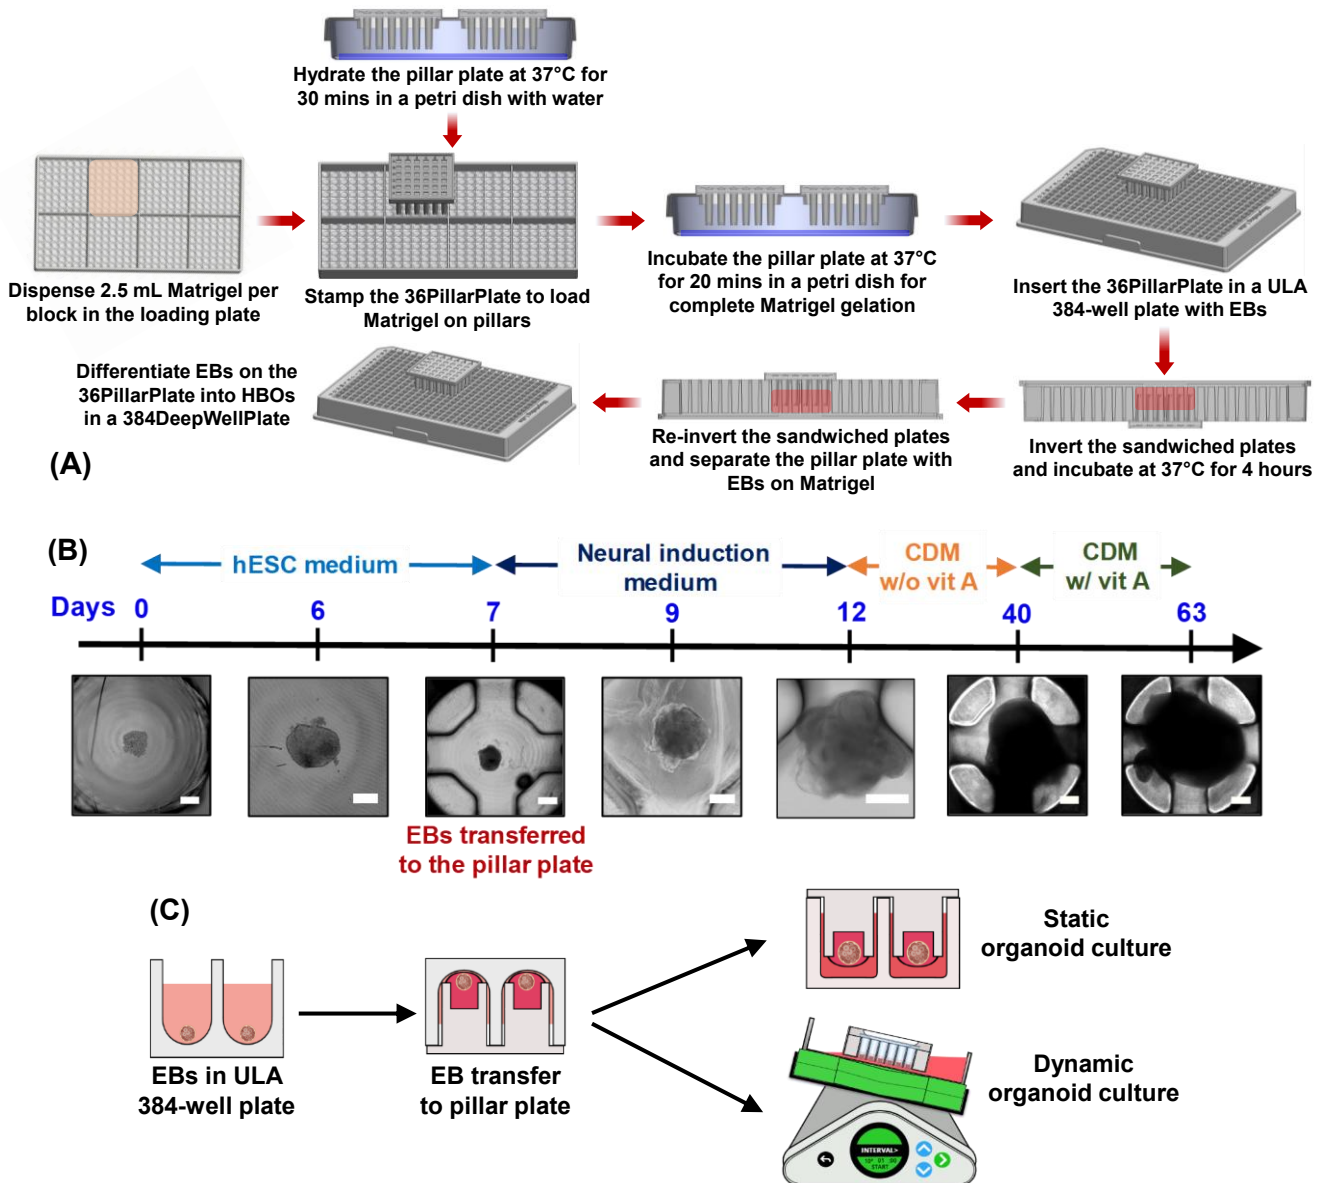 Hydrate the pillar plate at 37°C for
30 mins in a petri dish with water
Dispense 2.5 mL Matrigel per
block in the loading plate
Stamp the 36PillarPlate to load
Matrigel on pillars
Incubate the pillar plate at 37°C
for 20 mins in a petri dish for
complete Matrigel gelation
Insert the 36PillarPlate in a ULA
384-well plate with EBs
Invert the sandwiched plates
and incubate at 37°C for 4 hours
Re-invert the sandwiched plates
and separate the pillar plate with
EBs on Matrigel
Differentiate EBs on the
36PillarPlate into HBOs
in a 384DeepWellPlate
(A)
(B)
hESC medium
Neural induction
medium
CDM
w/o vit A
CDM
w/ vit A
Days 0 6 7 9 12 40 63
EBs transferred
to the pillar plate
(C)
EBs in ULA
384-well plate
EB transfer
to pillar plate
Static
organoid culture
Dynamic
organoid culture
INTERVAL>
START